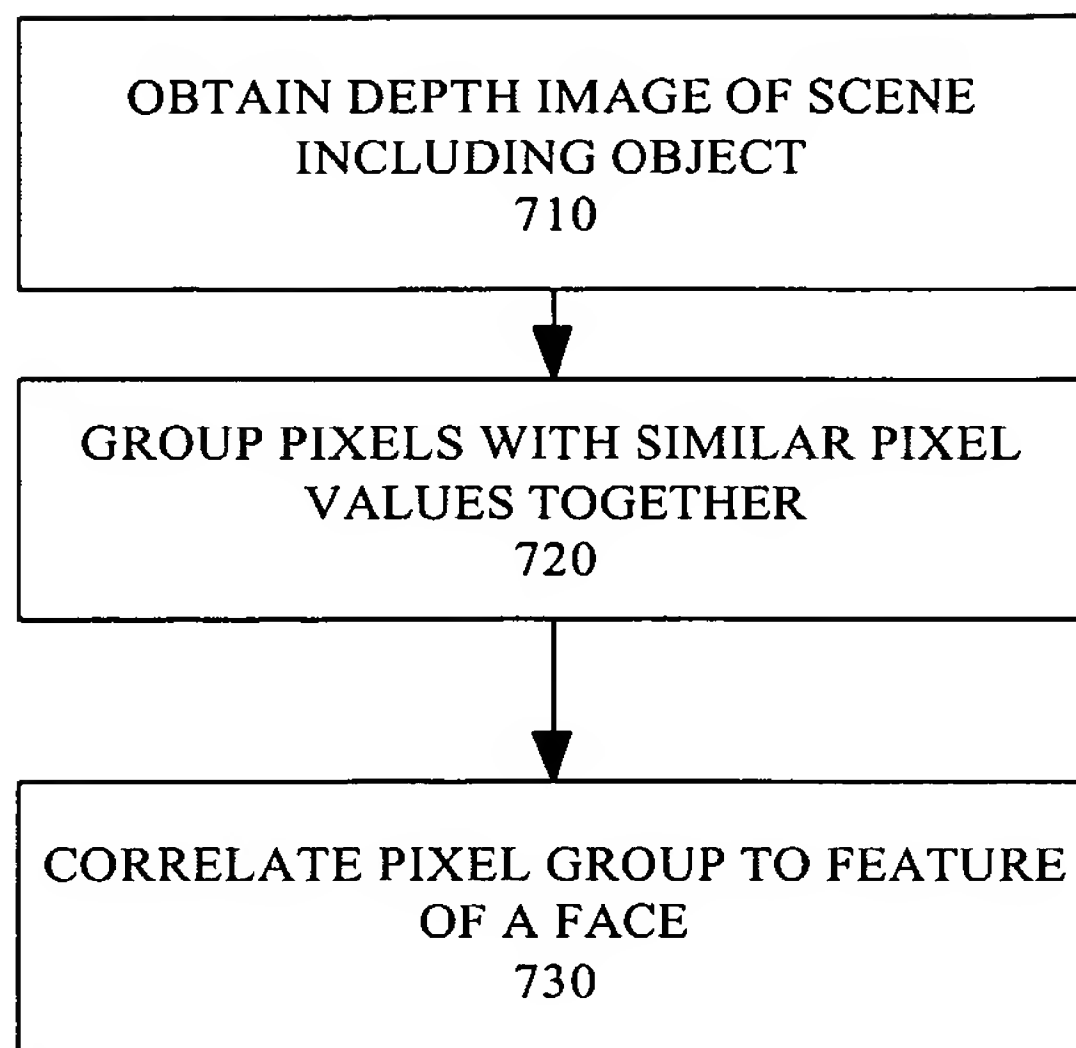 OBTAIN DEPTH IMAGE OF SCENE
INCLUDING OBJECT
710
GROUP PIXELS WITH SIMILAR PIXEL
VALUES TOGETHER
720
CORRELATE PIXEL GROUP TO FEATURE
OF A FACE
730